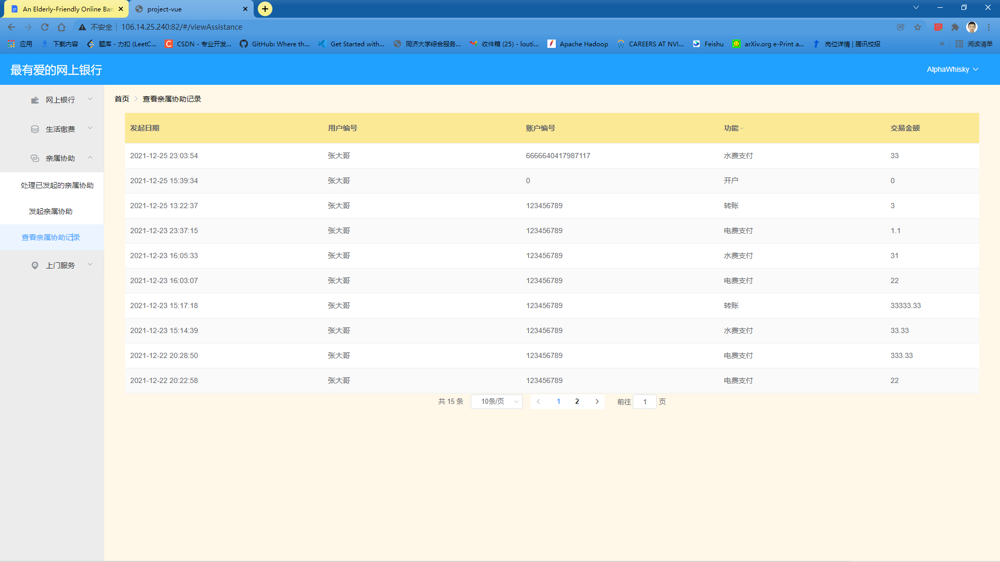 An Elderly-Friendly Online Ban
project-vue
不安全
106.14.25.240:82/#/viewAssistance
应用
下载内容
题库 - 力扣 (LeetC...
CSDN - 专业开发...
GitHub: Where th...
Get Started with...
同济大学综合服务...
收件箱 (25) - louti...
Apache Hadoop
CAREERS AT NVI...
Feishu
arXiv.org e-Print a...
岗位详情 | 腾讯校招
»
阅读清单
最有爱的网上银行
AlphaWhisky
网上银行
生活缴费
亲属协助
处理已发起的亲属协助
发起亲属协助
查看亲属协助记录
上门服务
首页 查看亲属协助记录
发起日期 用户编号 账户编号 功能 交易金额
2021-12-25 23:03:54 张大哥 6666640417987117 水费支付 33
2021-12-25 15:39:34 张大哥 0 开户 0
2021-12-25 13:22:37 张大哥 123456789 转账 3
2021-12-23 23:37:15 张大哥 123456789 电费支付 1.1
2021-12-23 16:05:33 张大哥 123456789 水费支付 31
2021-12-23 16:03:07 张大哥 123456789 电费支付 22
2021-12-23 15:17:18 张大哥 123456789 转账 33333.33
2021-12-23 15:14:39 张大哥 123456789 水费支付 33.33
2021-12-22 20:28:50 张大哥 123456789 电费支付 333.33
2021-12-22 20:22:58 张大哥 123456789 电费支付 22
共 15 条 10条/页 1 2 前往 1 页